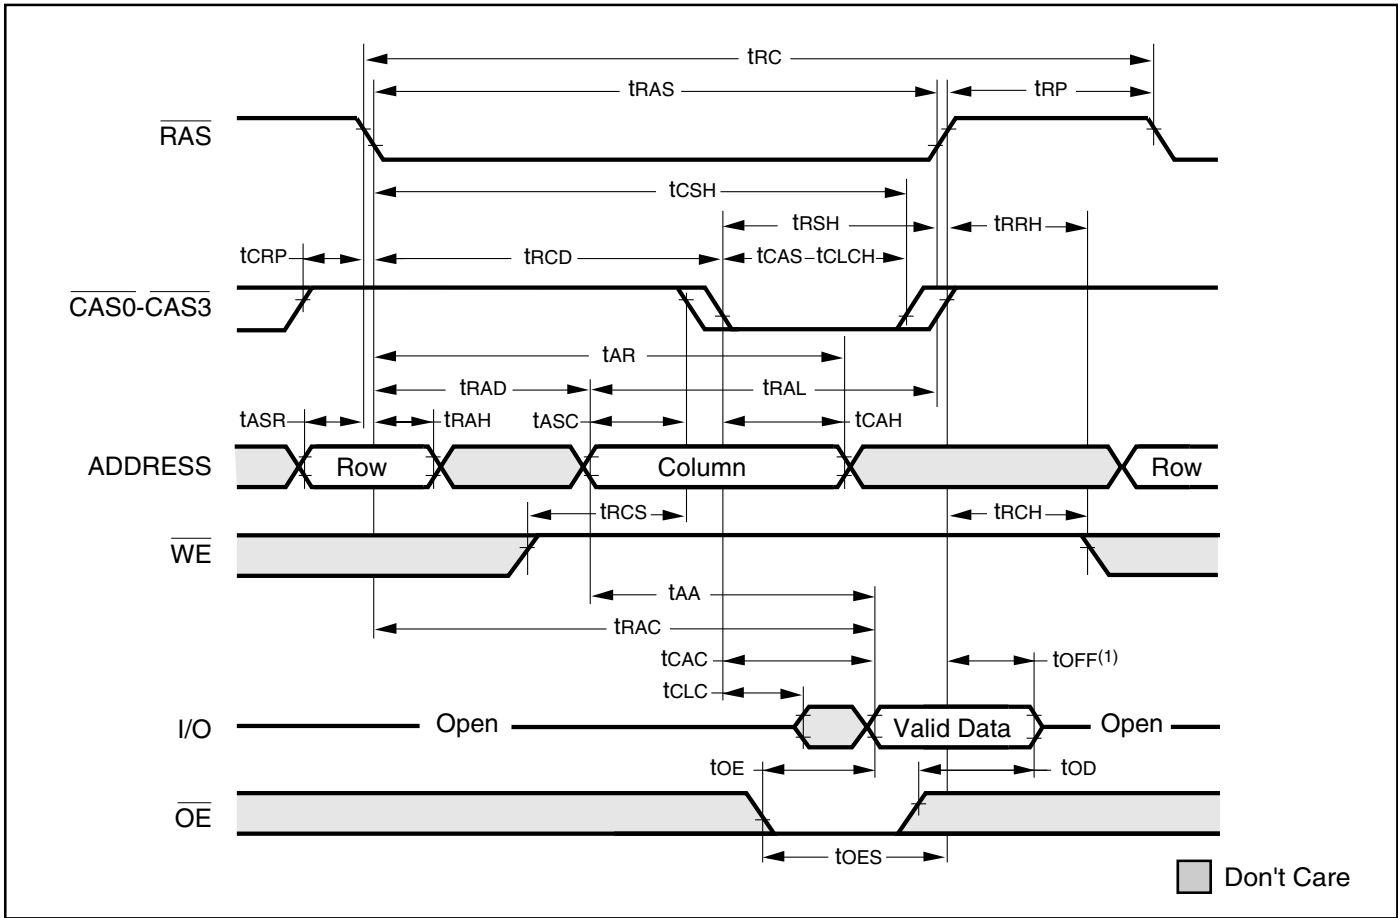 tRC
tRAS
tRP
RAS
tCSH
tRSH
tRRH
tCRP
tRCD
tCAS
tCLCH
CAS0-CAS3
tAR
tRAD
tRAL
tASR
tRAH
tASC
tCAH
ADDRESS
Row
Column
Row
tRCS
tRCH
WE
tAA
tRAC
tCAC
tOFF(1)
tCLC
I/O
Open
Valid Data
Open
tOE
tOD
OE
tOES
Don't Care